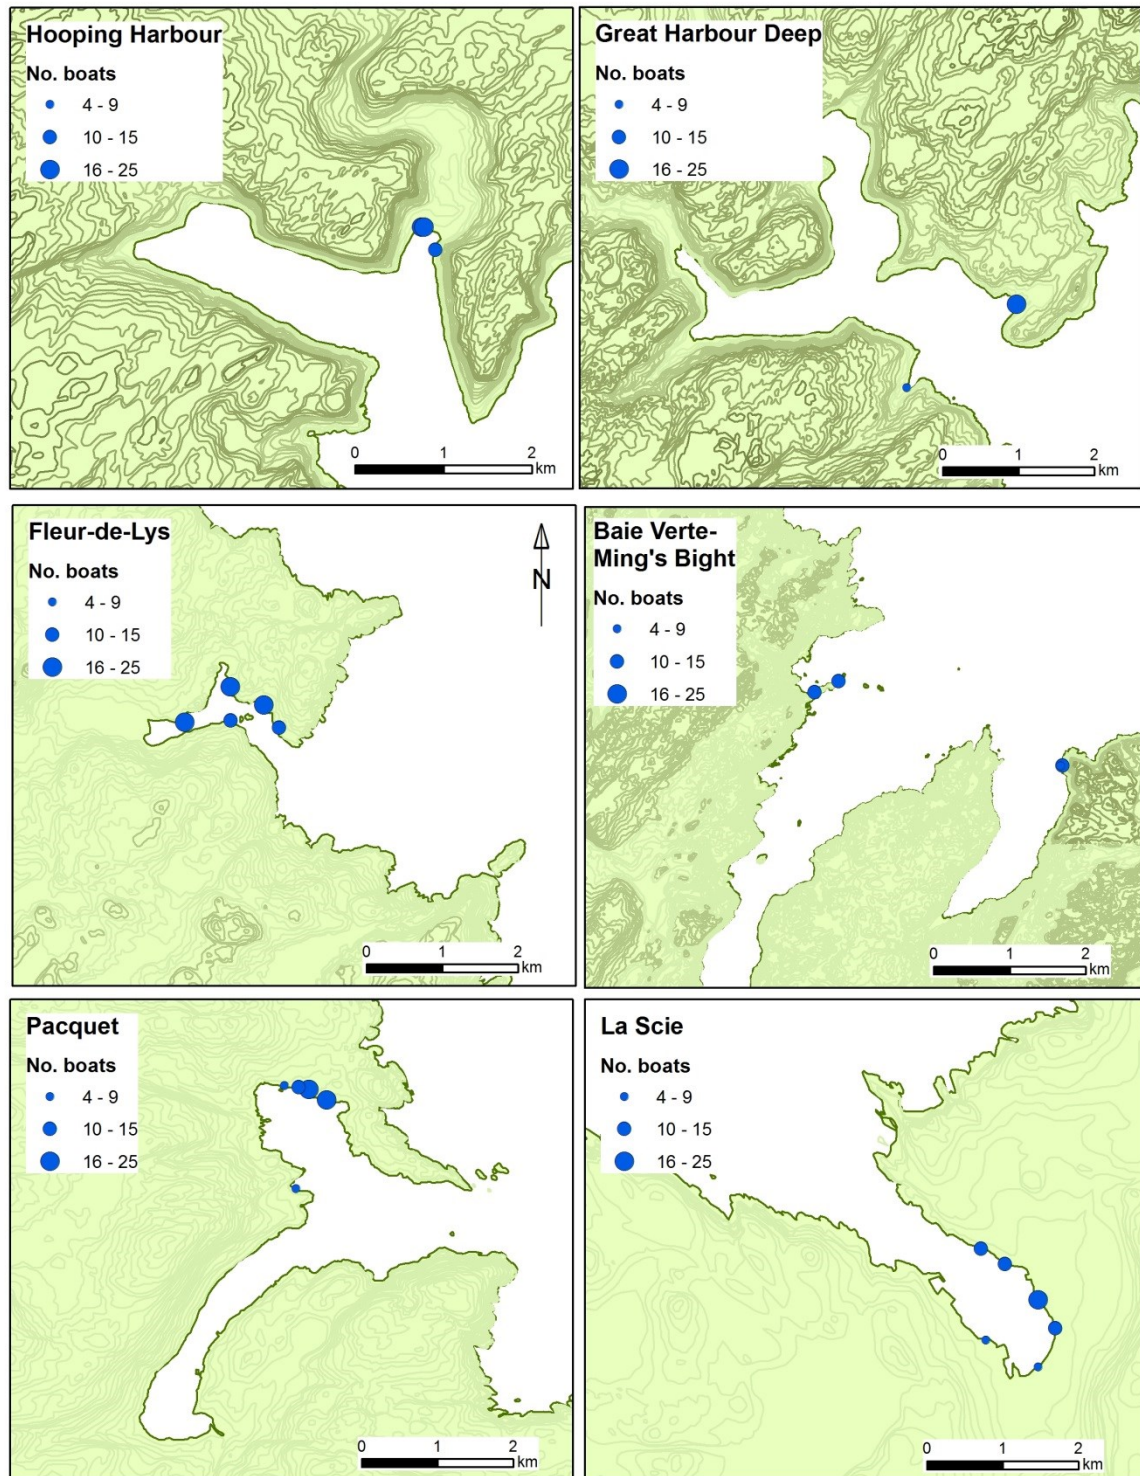 Hooping Harbour
No. boats
4 - 9
10 - 15
16 - 25
0 1 2
km
Great Harbour Deep
No. boats
4 - 9
10 - 15
16 - 25
0 1 2
km
Fleur-de-Lys
No. boats
4 - 9
10 - 15
16 - 25
N
0 1 2
km
Baie Verte-
Ming's Bight
No. boats
4 - 9
10 - 15
16 - 25
0 1 2
km
Pacquet
No. boats
4 - 9
10 - 15
16 - 25
0 1 2
km
La Scie
No. boats
4 - 9
10 - 15
16 - 25
0 1 2
km